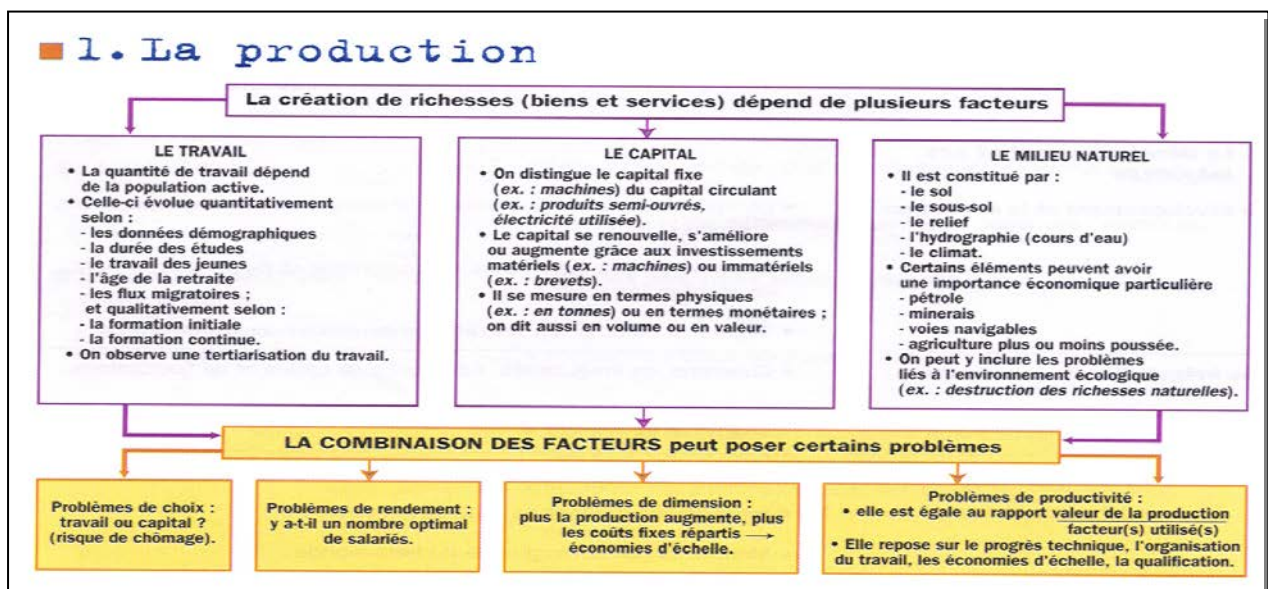 1. La production
La création de richesses (biens et services) dépend de plusieurs facteurs
LE TRAVAIL
• La quantité de travail dépend
de la population active.
• Celle-ci évolue quantitativement
selon :
- les données démographiques
- la durée des études
- le travail des jeunes
- l'âge de la retraite
- les flux migratoires ;
et qualitativement selon :
- la formation initiale
- la formation continue.
• On observe une tertiarisation du travail.
LE CAPITAL
• On distingue le capital fixe
(ex. : machines) du capital circulant
(ex. : produits semi-ouvrés,
électricité utilisée).
• Le capital se renouvelle, s'améliore
ou augmente grâce aux investissements
matériels (ex. : machines) ou immatériels
(ex. : brevets).
• Il se mesure en termes physiques
(ex. : en tonnes) ou en termes monétaires ;
on dit aussi en volume ou en valeur.
LE MILIEU NATUREL
• Il est constitué par :
- le sol
- le sous-sol
- le relief
- l'hydrographie (cours d'eau)
- le climat.
• Certains éléments peuvent avoir
une importance économique particulière
- pétrole
- minerais
- voies navigables
- agriculture plus ou moins poussée.
• On peut y inclure les problèmes
liés à l'environnement écologique
(ex. : destruction des richesses naturelles).
LA COMBINAISON DES FACTEURS peut poser certains problèmes
Problèmes de choix :
travail ou capital ?
(risque de chômage).
Problèmes de rendement :
y a-t-il un nombre optimal
de salariés.
Problèmes de dimension :
plus la production augmente, plus
les coûts fixes répartis →
économies d'échelle.
Problèmes de productivité :
• elle est égale au rapport valeur de la production
facteur(s) utilisé(s)
• Elle repose sur le progrès technique, l'organisation
du travail, les économies d'échelle, la qualification.